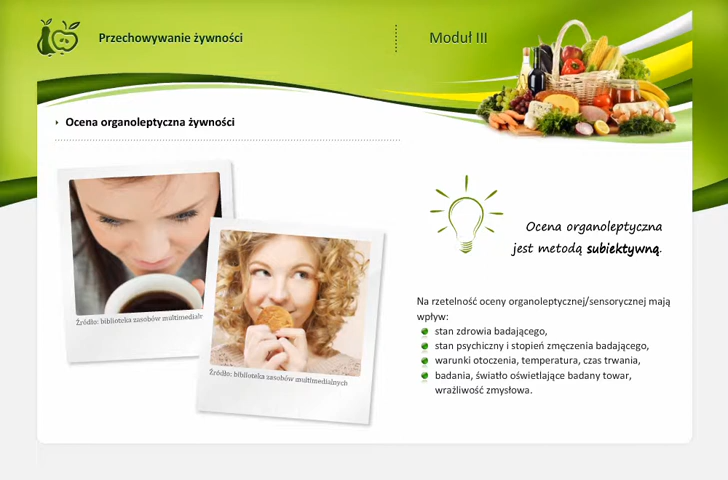 Przechowywanie żywności
Moduł III
Ocena organoleptyczna żywności
Źródło: biblioteka zasobów multimedialn
Źródło: biblioteka zasobów multimedialnych
Ocena organoleptyczna
jest metodą subiektywną.
Na rzetelność oceny organoleptycznej/sensorycznej mają
wpływ:
stan zdrowia badającego,
stan psychiczny i stopień zmęczenia badającego,
warunki otoczenia, temperatura, czas trwania,
badania, światło oświetlające badany towar,
wrażliwość zmysłowa.